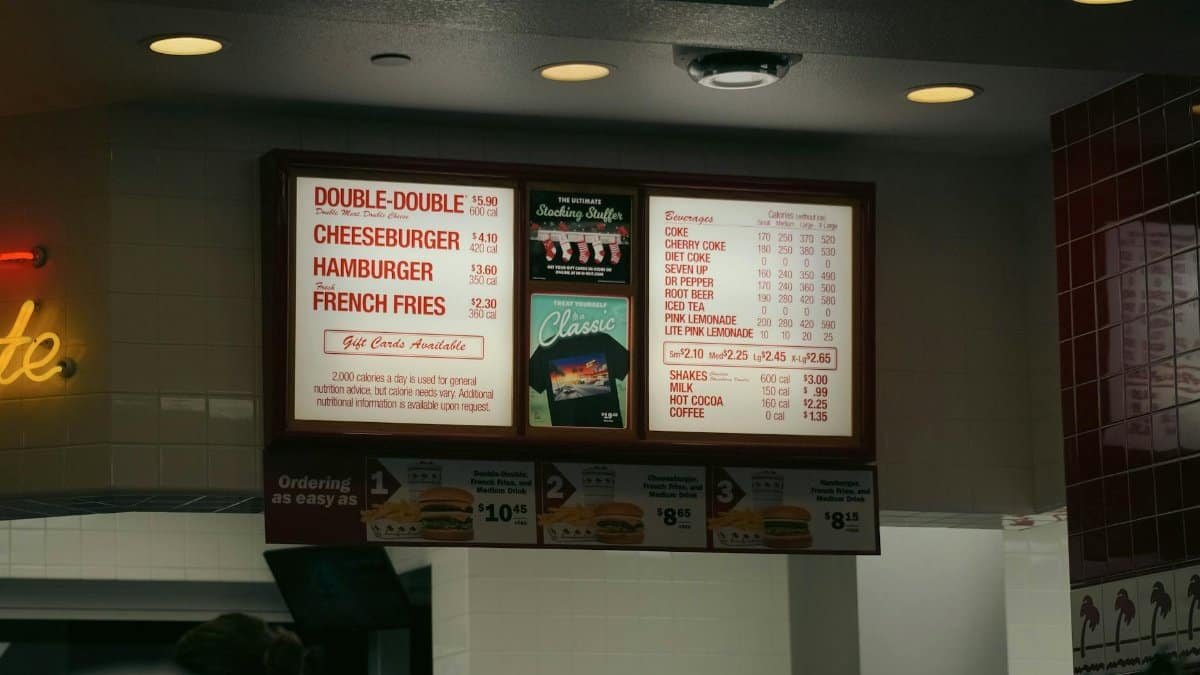 te
DOUBLE-DOUBLE® $5.90
Double Meat Double Cheese 600 cal
CHEESEBURGER $4.10
420 cal
HAMBURGER $3.60
350 cal
Fresh
FRENCH FRIES $2.30
360 cal
Gift Cards Available
2,000 calories a day is used for general
nutrition advice, but calorie needs vary. Additional
nutritional information is available upon request.
THE ULTIMATE
Stocking Stuffer
TREAT YOURSELF
to a
Classic
Beverages Calories (without ice)
Small Medium Large X-Large
COKE 170 250 370 520
CHERRY COKE 180 250 380 530
DIET COKE 0 0 0 0
SEVEN UP 160 240 350 490
DR PEPPER 170 240 360 500
ROOT BEER 190 280 420 580
ICED TEA 0 0 0 0
PINK LEMONADE 200 280 420 590
LITE PINK LEMONADE 10 10 20 25
Sm $2.10 Med $2.25 Lg $2.45 X-Lg $2.65
SHAKES 600 cal $3.00
MILK 150 cal $ .99
HOT COCOA 160 cal $2.25
COFFEE 0 cal $1.35
Ordering
as easy as
1
Double-Double,
French Fries, and
Medium Drink
$10.45
2
Cheeseburger,
French Fries, and
Medium Drink
$8.65
3
Hamburger,
French Fries, and
Medium Drink
$8.15